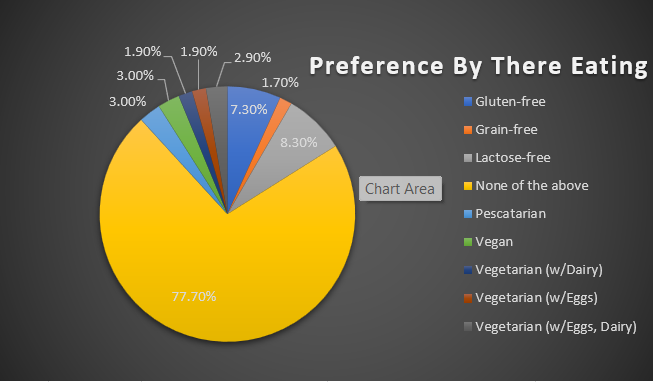 Preference By There Eating
1.90%
1.90%
2.90%
3.00%
1.70%
3.00%
7.30%
8.30%
77.70%
Chart Area
Gluten-free
Grain-free
Lactose-free
None of the above
Pescatarian
Vegan
Vegetarian (w/Dairy)
Vegetarian (w/Eggs)
Vegetarian (w/Eggs, Dairy)